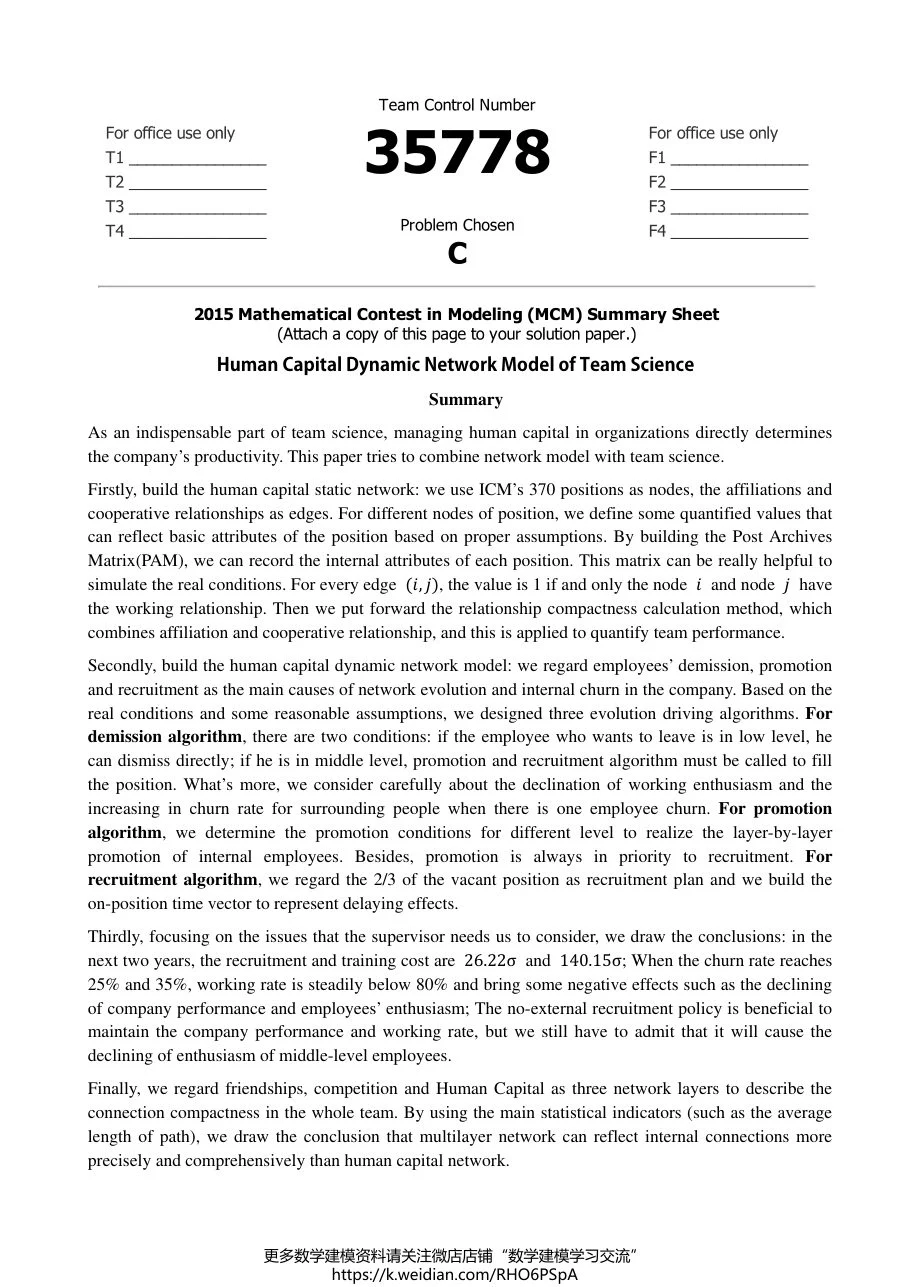 Team Control Number
For office use only
35778
For office use only
T1 ________________
F1 ________________
T2 ________________
F2 ________________
T3 ________________
Problem Chosen
F3 ________________
T4 ________________
C
F4 ________________
2015 Mathematical Contest in Modeling (MCM) Summary Sheet
(Attach a copy of this page to your solution paper.)
Human Capital Dynamic Network Model of Team Science
Summary
As an indispensable part of team science, managing human capital in organizations directly determines
the company's productivity. This paper tries to combine network model with team science.
Firstly, build the human capital static network: we use ICM's 370 positions as nodes, the affiliations and
cooperative relationships as edges. For different nodes of position, we define some quantified values that
can reflect basic attributes of the position based on proper assumptions. By building the Post Archives
Matrix(PAM), we can record the internal attributes of each position. This matrix can be really helpful to
simulate the real conditions. For every edge (i,j), the value is 1 if and only the node i and node j have
the working relationship. Then we put forward the relationship compactness calculation method, which
combines affiliation and cooperative relationship, and this is applied to quantify team performance.
Secondly, build the human capital dynamic network model: we regard employees' demission, promotion
and recruitment as the main causes of network evolution and internal churn in the company. Based on the
real conditions and some reasonable assumptions, we designed three evolution driving algorithms. For
demission algorithm, there are two conditions: if the employee who wants to leave is in low level, he
can dismiss directly; if he is in middle level, promotion and recruitment algorithm must be called to fill
the position. What's more, we consider carefully about the declination of working enthusiasm and the
increasing in churn rate for surrounding people when there is one employee churn. For promotion
algorithm, we determine the promotion conditions for different level to realize the layer-by-layer
promotion of internal employees. Besides, promotion is always in priority to recruitment. For
recruitment algorithm, we regard the 2/3 of the vacant position as recruitment plan and we build the
on-position time vector to represent delaying effects.
Thirdly, focusing on the issues that the supervisor needs us to consider, we draw the conclusions: in the
next two years, the recruitment and training cost are 26.22σ and 140.15σ; When the churn rate reaches
25% and 35%, working rate is steadily below 80% and bring some negative effects such as the declining
of company performance and employees' enthusiasm; The no-external recruitment policy is beneficial to
maintain the company performance and working rate, but we still have to admit that it will cause the
declining of enthusiasm of middle-level employees.
Finally, we regard friendships, competition and Human Capital as three network layers to describe the
connection compactness in the whole team. By using the main statistical indicators (such as the average
length of path), we draw the conclusion that multilayer network can reflect internal connections more
precisely and comprehensively than human capital network.
更多数学建模资料请关注微店店铺“数学建模学习交流”
https://k.weidian.com/RHO6PSpA